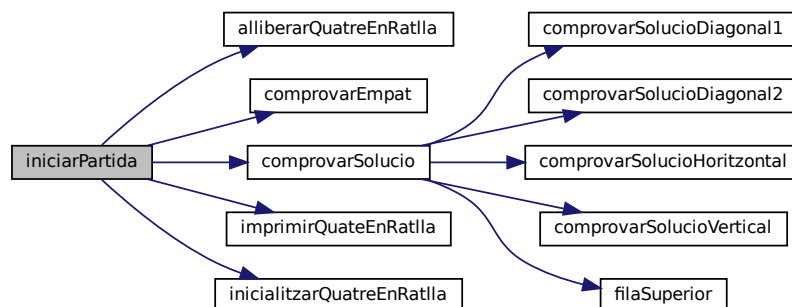 iniciarPartida
alliberarQuatreEnRatlla
comprovarEmpat
comprovarSolucio
imprimirQuateEnRatlla
inicialitzarQuatreEnRatlla
comprovarSolucioDiagonal1
comprovarSolucioDiagonal2
comprovarSolucioHoritzontal
comprovarSolucioVertical
filaSuperior